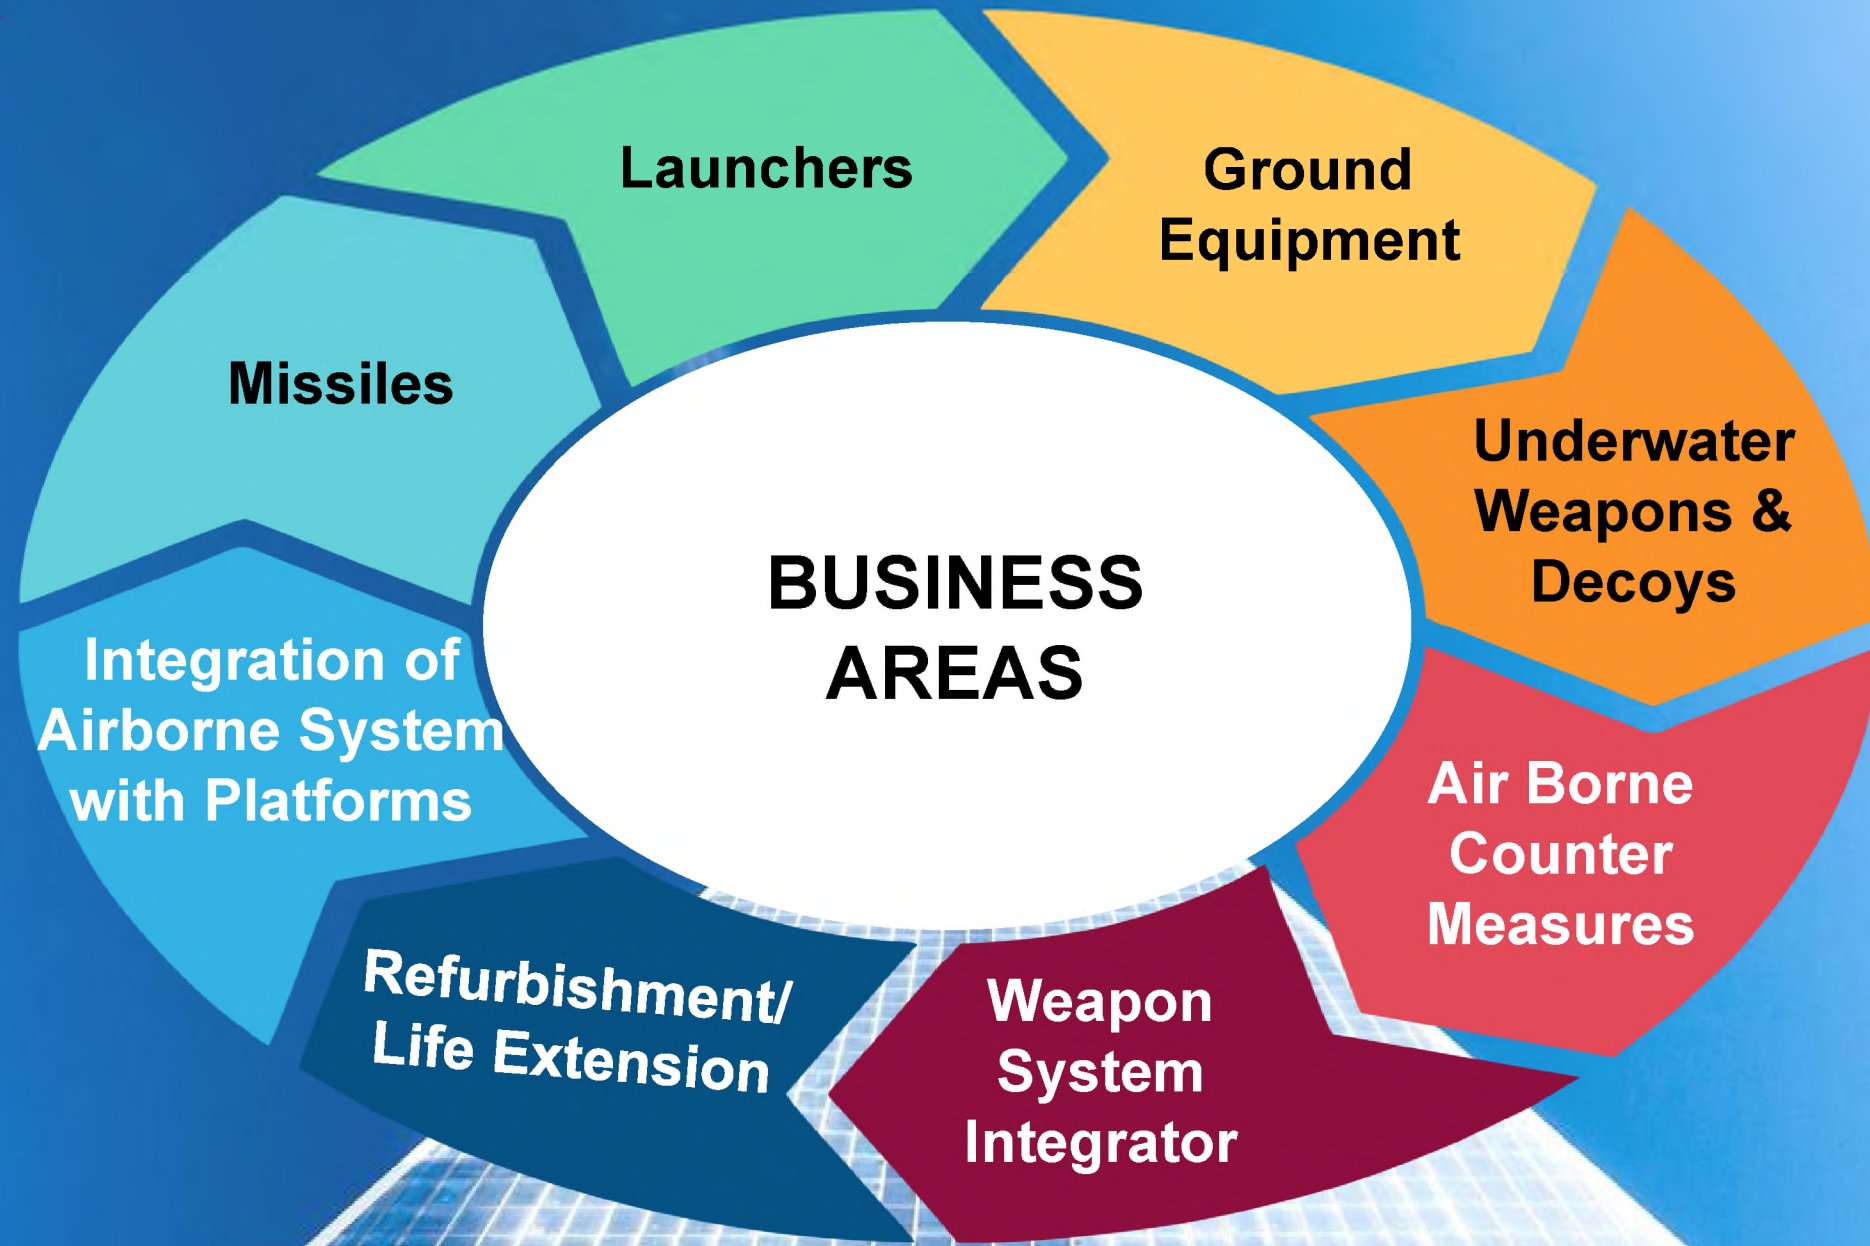 Launchers
Ground
Equipment
Underwater
Weapons &
Decoys
Air Borne
Counter
Measures
Weapon
System
Integrator
Refurbishment/
Life Extension
Integration of
Airborne System
with Platforms
Missiles
BUSINESS
AREAS